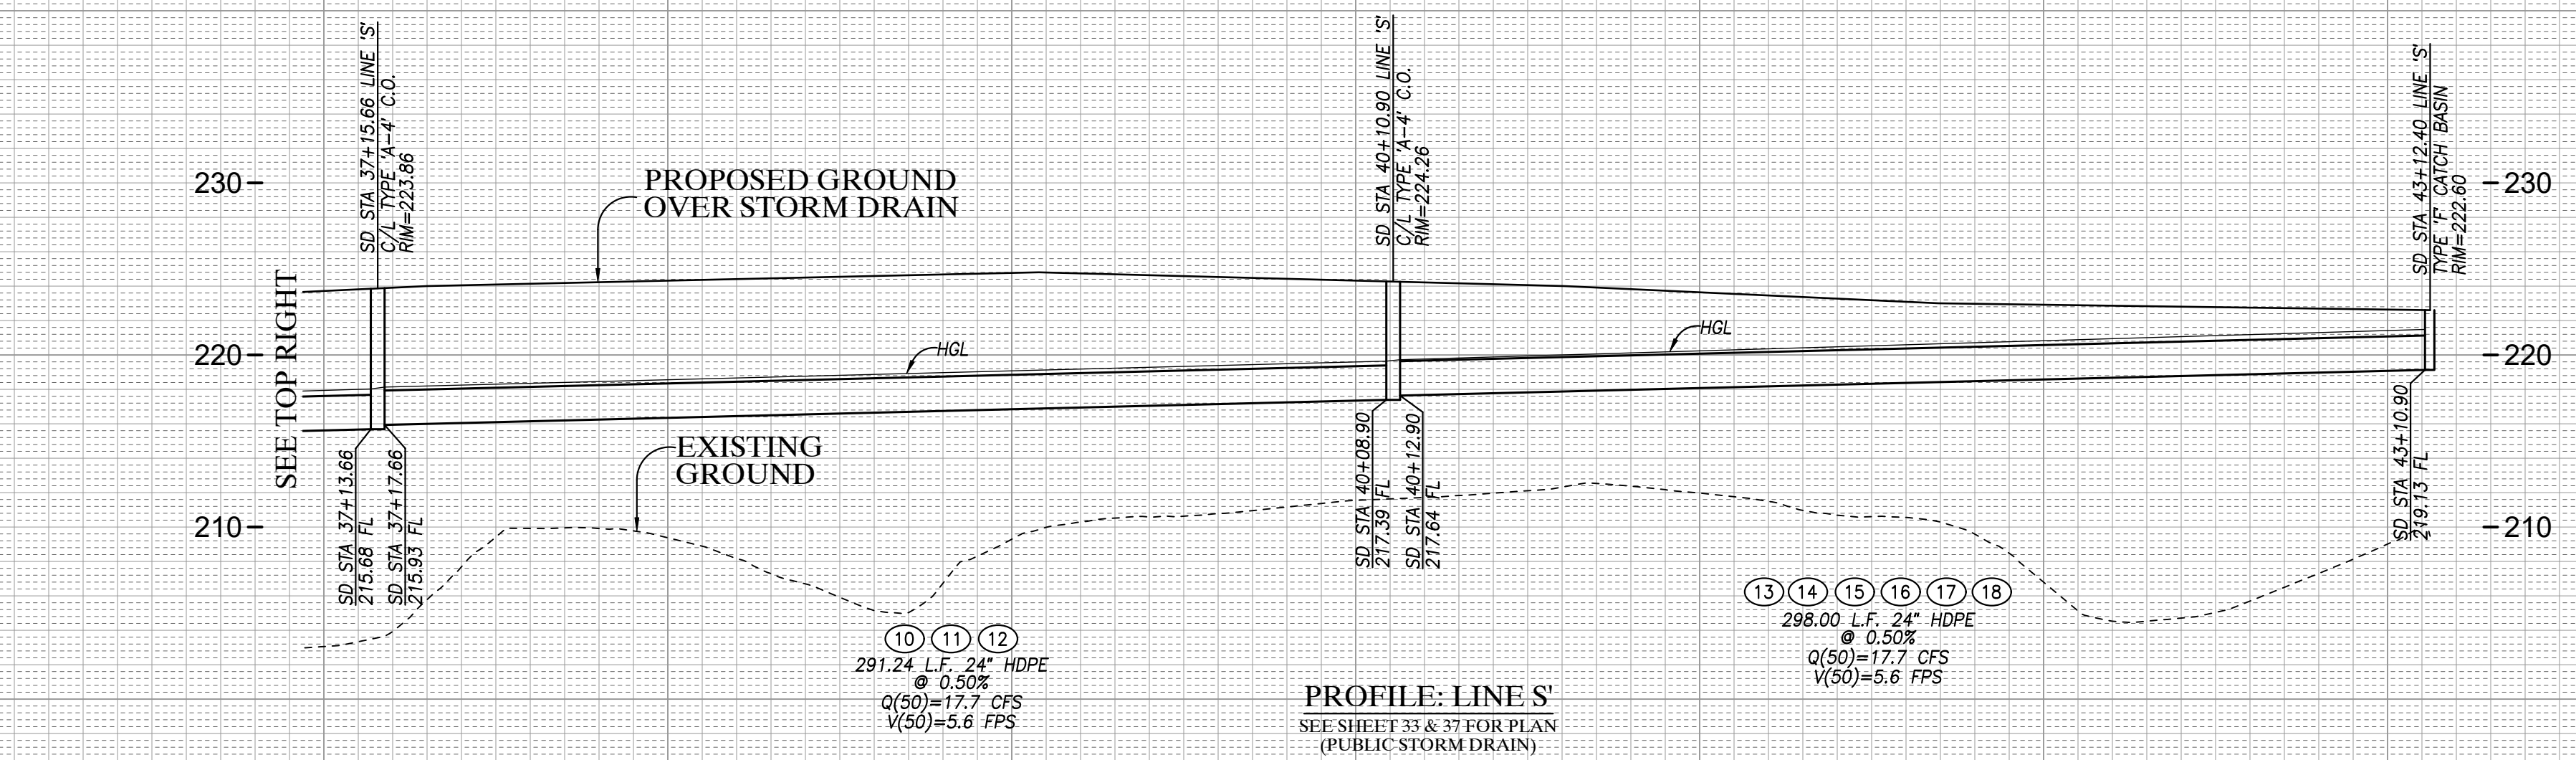 SD STA 37+15.66 LINE 'S'
C/L TYPE 'A-4' C.O.
RIM=223.86
SD STA 40+10.90 LINE 'S'
C/L TYPE 'A-4' C.O.
RIM=224.26
SD STA 43+12.40 LINE 'S'
TYPE 'F' CATCH BASIN
RIM=222.60
230
PROPOSED GROUND
OVER STORM DRAIN
230
SEE TOP RIGHT
220
HGL
HGL
220
210
SD STA 37+13.66
215.68 FL
SD STA 37+17.66
215.93 FL
EXISTING
GROUND
SD STA 40+08.90
217.39 FL
SD STA 40+12.90
217.64 FL
SD STA 43+10.90
219.13 FL
210
10 11 12
291.24 L.F. 24" HDPE
@ 0.50%
Q(50)=17.7 CFS
V(50)=5.6 FPS
13 14 15 16 17 18
298.00 L.F. 24" HDPE
@ 0.50%
Q(50)=17.7 CFS
V(50)=5.6 FPS
PROFILE: LINE S'
SEE SHEET 33 & 37 FOR PLAN
(PUBLIC STORM DRAIN)